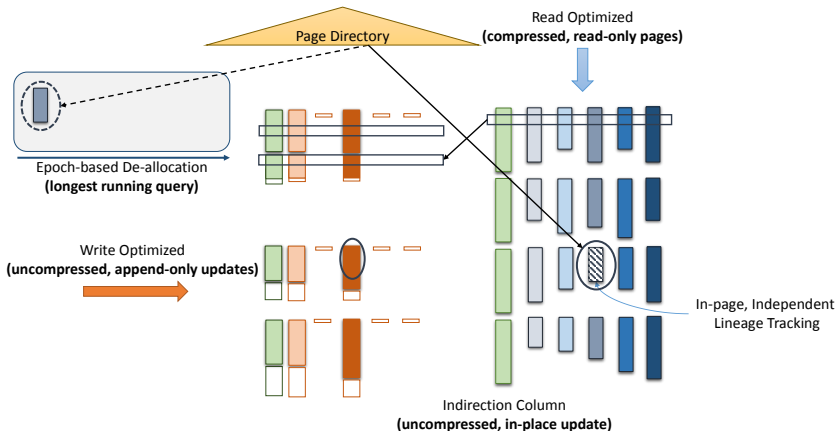 Read Optimized
(compressed, read-only pages)
Page Directory
Epoch-based De-allocation
(longest running query)
Write Optimized
(uncompressed, append-only updates)
In-page, Independent
Lineage Tracking
Indirection Column
(uncompressed, in-place update)